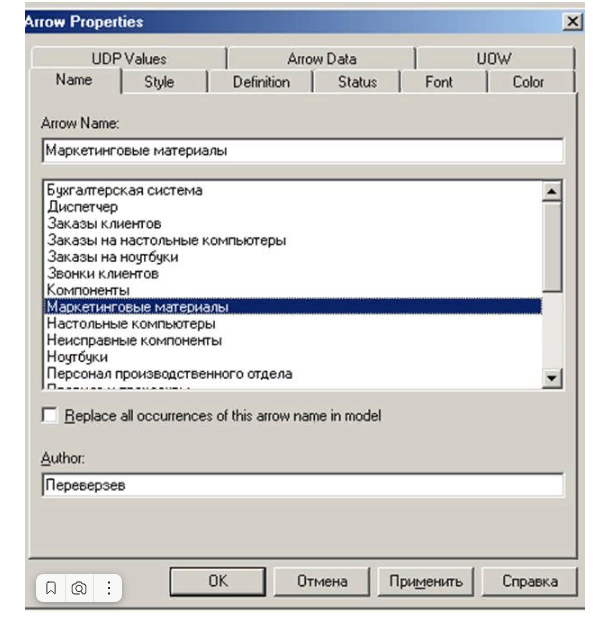 Arrow Properties
UDP Values Arrow Data UOW
Name Style Definition Status Font Color
Arrow Name:
Маркетинговые материалы
Бухгалтерская система
Диспетчер
Заказы клиентов
Заказы на настольные компьютеры
Заказы на ноутбуки
Звонки клиентов
Компоненты
Маркетинговые материалы
Настольные компьютеры
Неисправные компоненты
Ноутбуки
Персонал производственного отдела
Replace all occurrences of this arrow name in model
Author:
Переверзев
OK Отмена Применить Справка